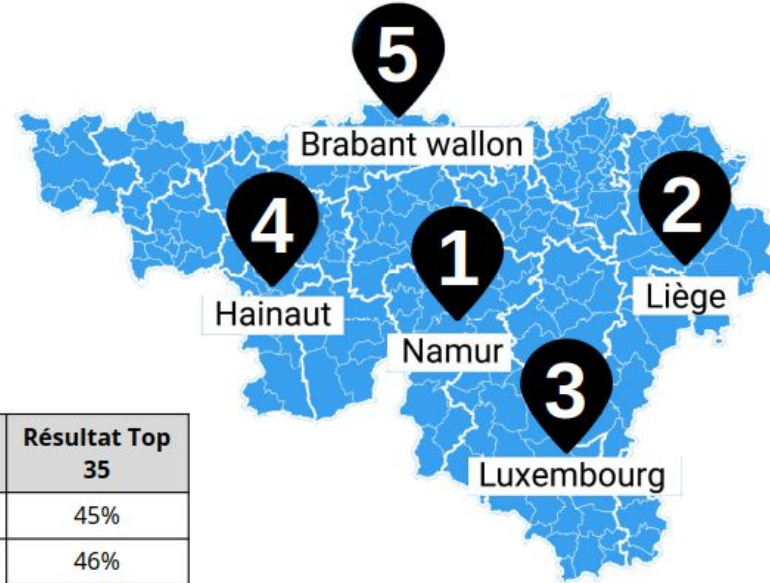 5
Brabant wallon
2
Liège
4
Hainaut
1
Namur
3
Luxembourg
Résultat Top
35
45%
46%